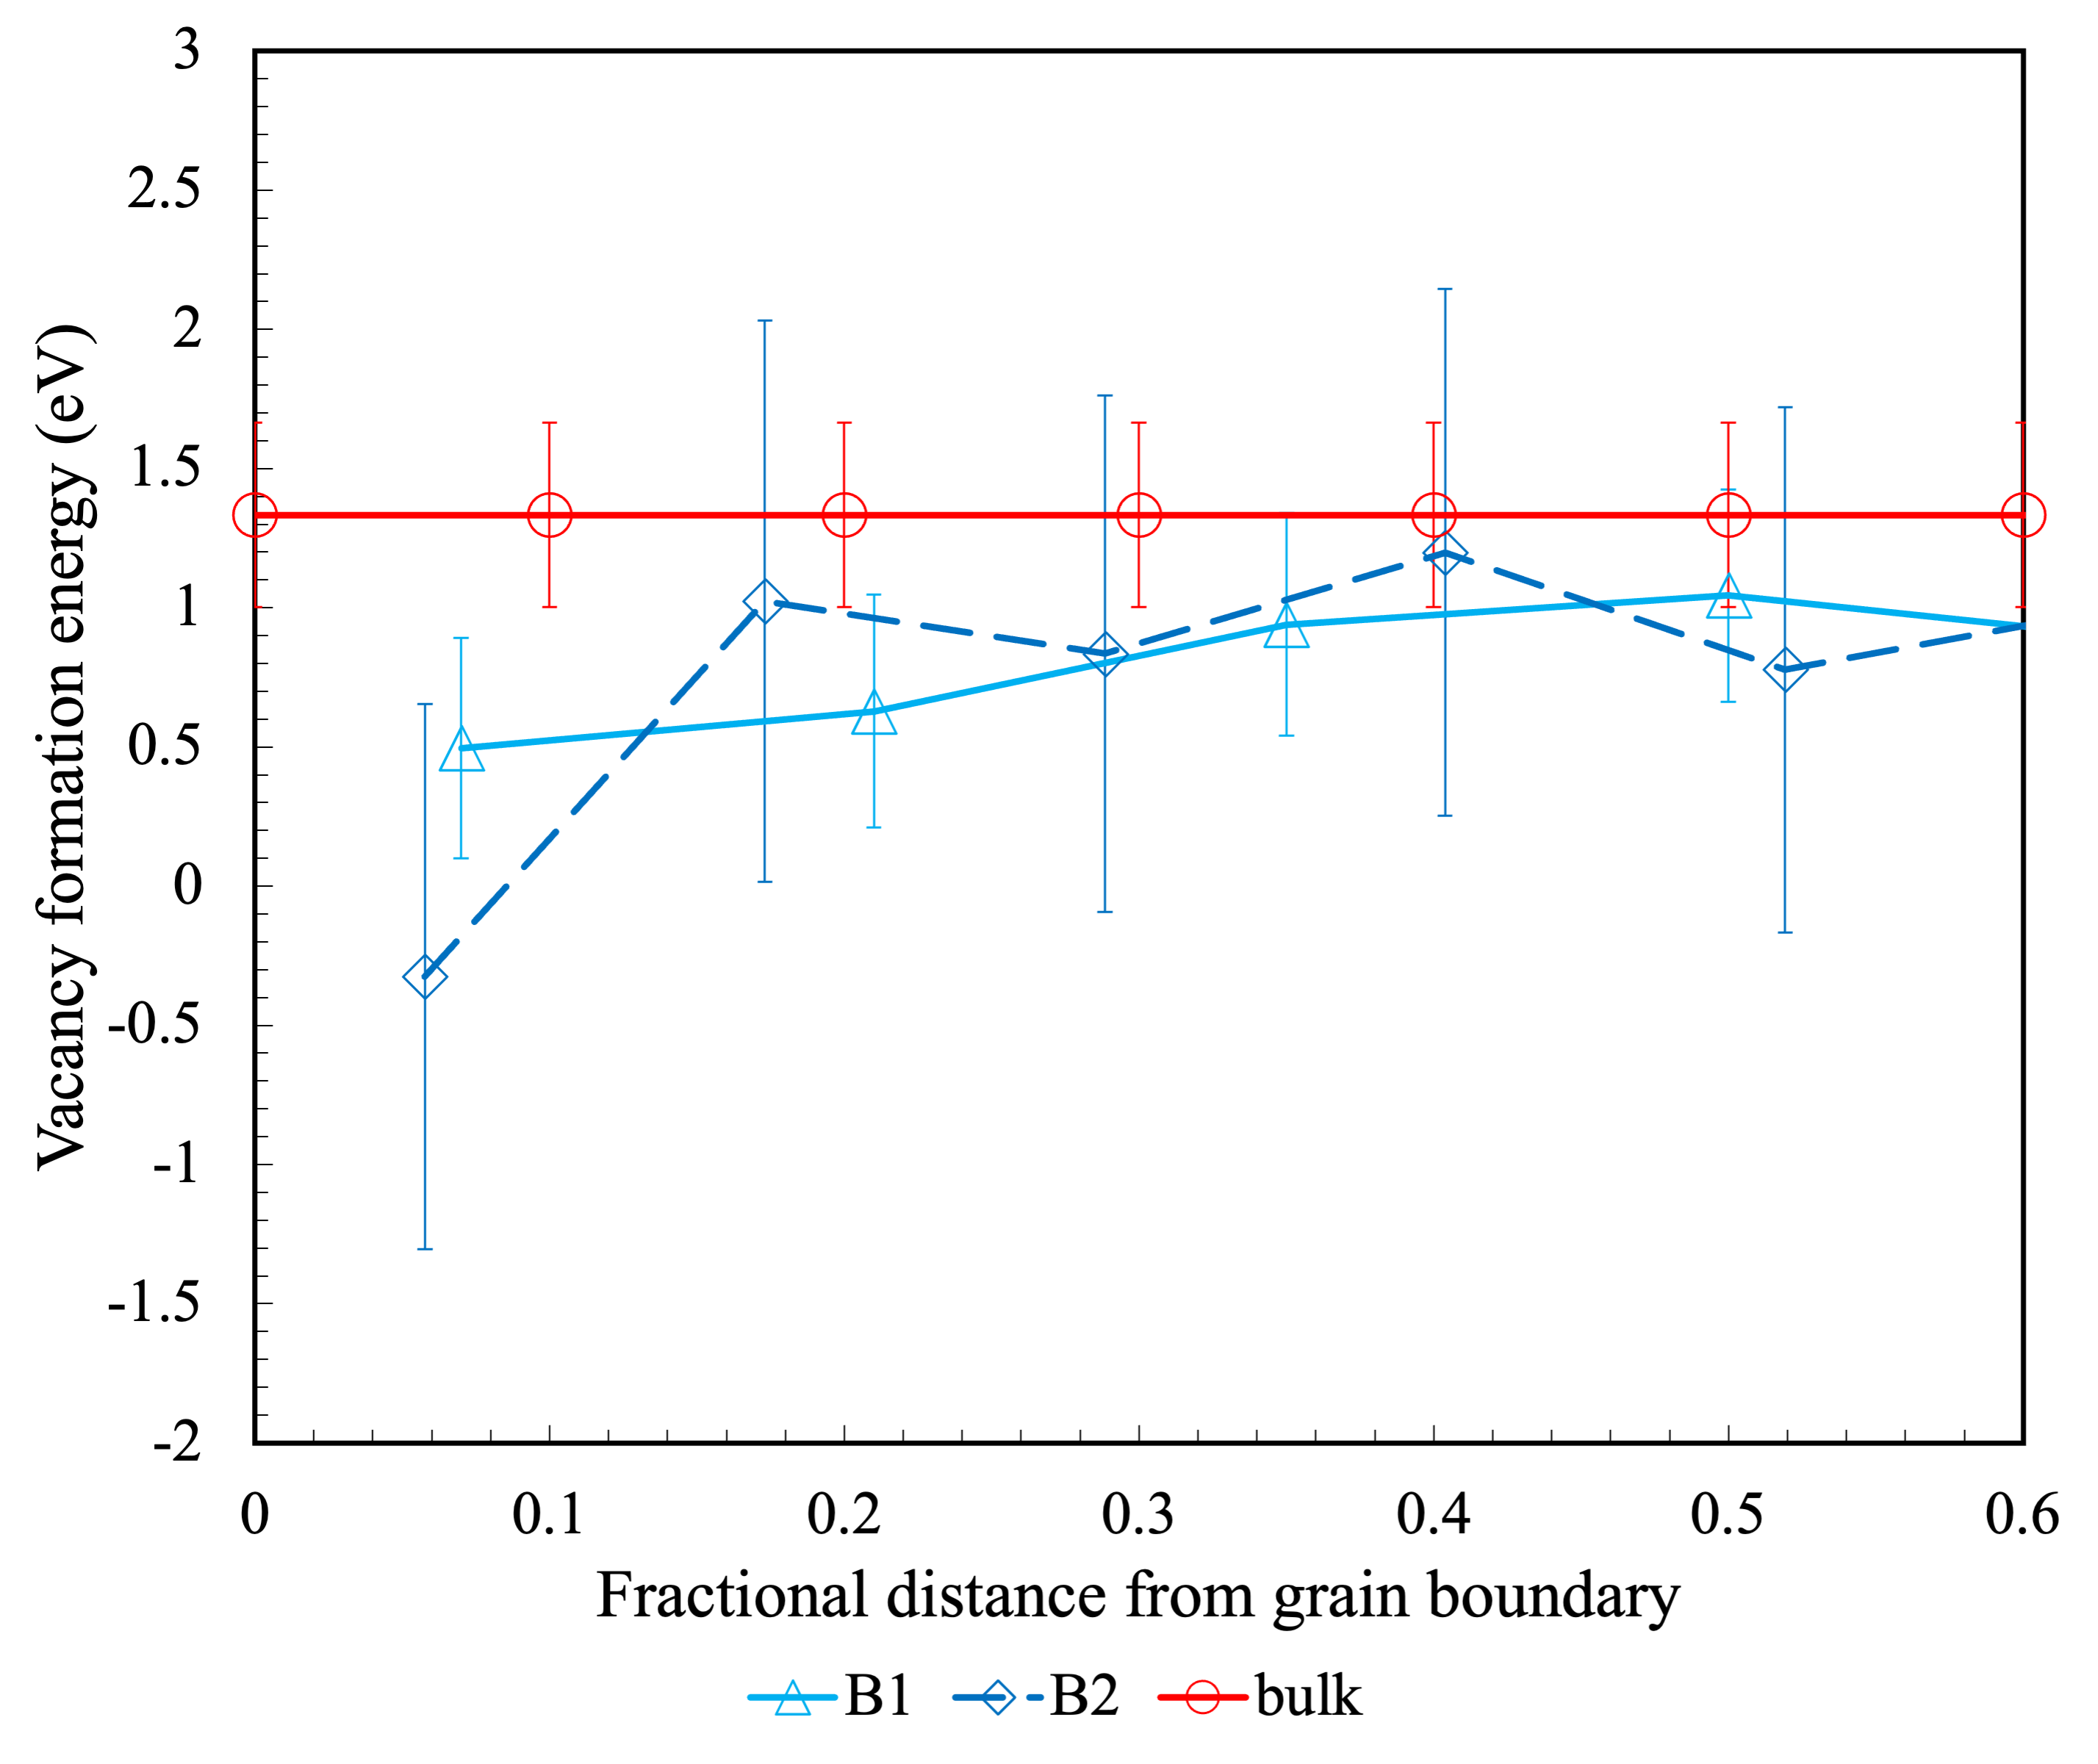 Vacancy formation energy (eV)
3
2.5
2
1.5
1
0.5
0
-0.5
-1
-1.5
-2
0 0.1 0.2 0.3 0.4 0.5 0.6
Fractional distance from grain boundary
B1 B2 bulk